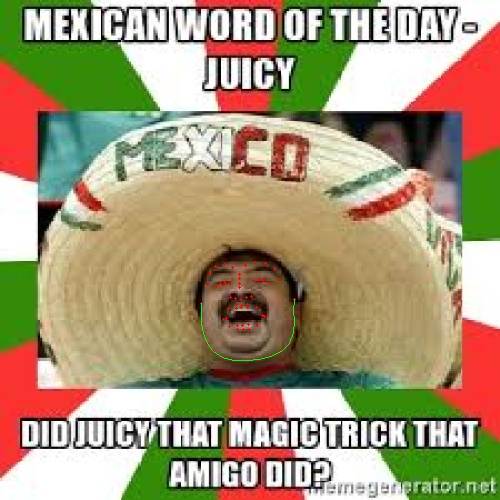 MEXICAN WORD OF THE DAY -
JUICY
MEXICO
DID JUICY THAT MAGIC TRICK THAT
AMIGO DID?
memegenerator.net